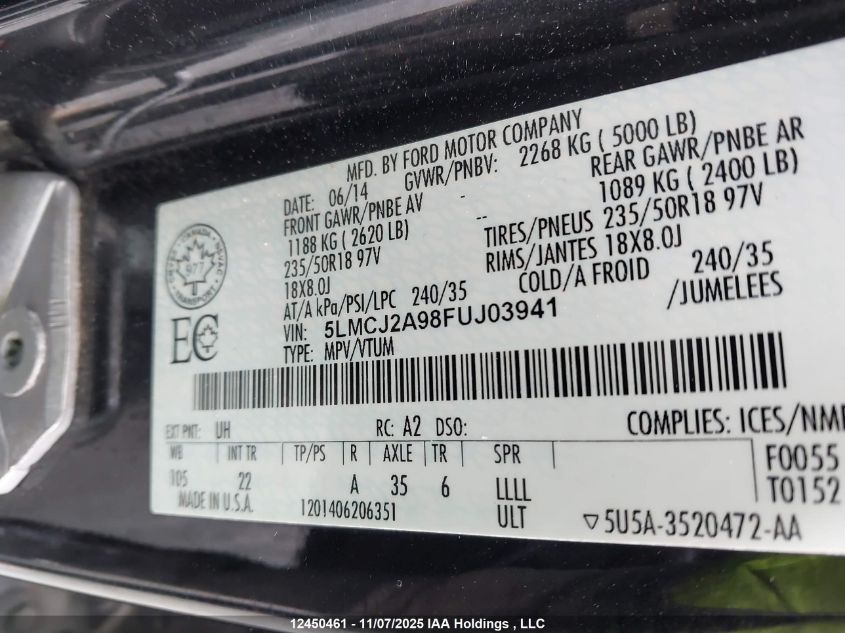 MFD. BY FORD MOTOR COMPANY
DATE: 06/14 GVWR/PNBV: 2268 KG ( 5000 LB)
FRONT GAWR/PNBE AV - REAR GAWR/PNBE AR
1188 KG ( 2620 LB) -- 1089 KG ( 2400 LB)
235/50R18 97V TIRES/PNEUS 235/50R18 97V
18X8.0J RIMS/JANTES 18X8.0J
AT/A kPa/PSI/LPC 240/35 COLD/A FROID 240/35
VIN: 5LMCJ2A98FUJ03941 /JUMELEES
TYPE: MPV/VTUM
CANADA
TRANSPORT
977
EC
EXT PNT: UH RC: A2 DSO: COMPLIES: ICES/NM
WB INT TR TP/PS R AXLE TR SPR F0055
105 22 A 35 6 LLLL T0152
MADE IN U.S.A. 1201406206351 ULT ▽5U5A-3520472-AA
12450461 - 11/07/2025 IAA Holdings , LLC